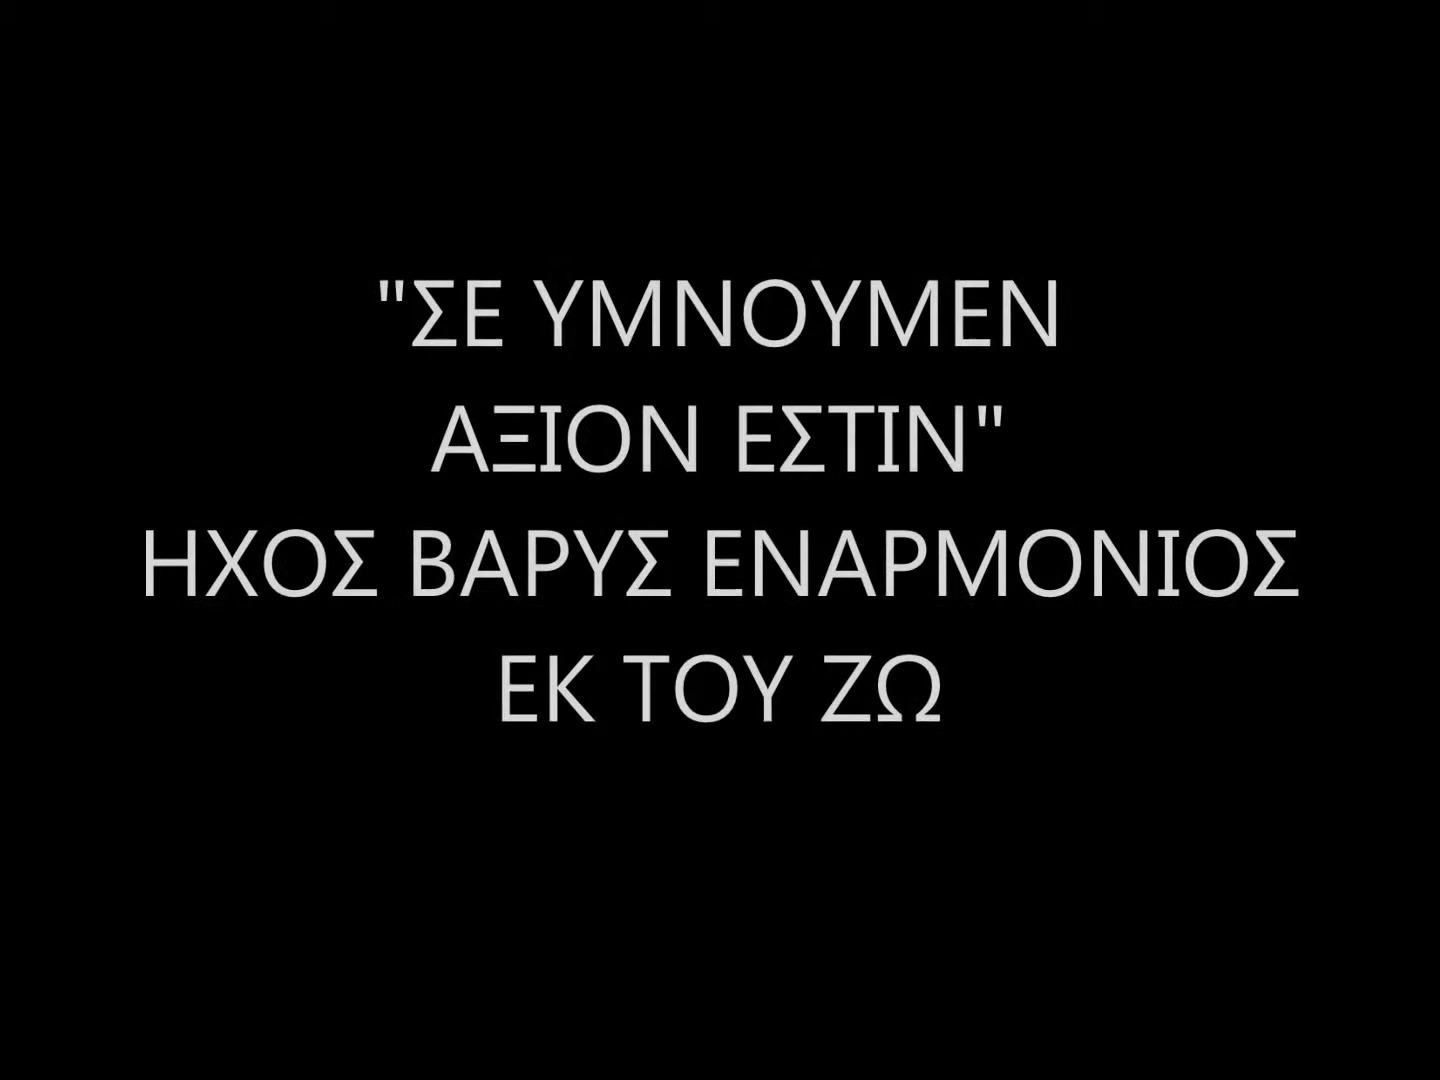 "ΣΕ ΥΜΝΟΥΜΕΝ
ΑΞΙΟΝ ΕΣΤΙΝ"
ΗΧΟΣ ΒΑΡΥΣ ΕΝΑΡΜΟΝΙΟΣ
ΕΚ ΤΟΥ ΖΩ